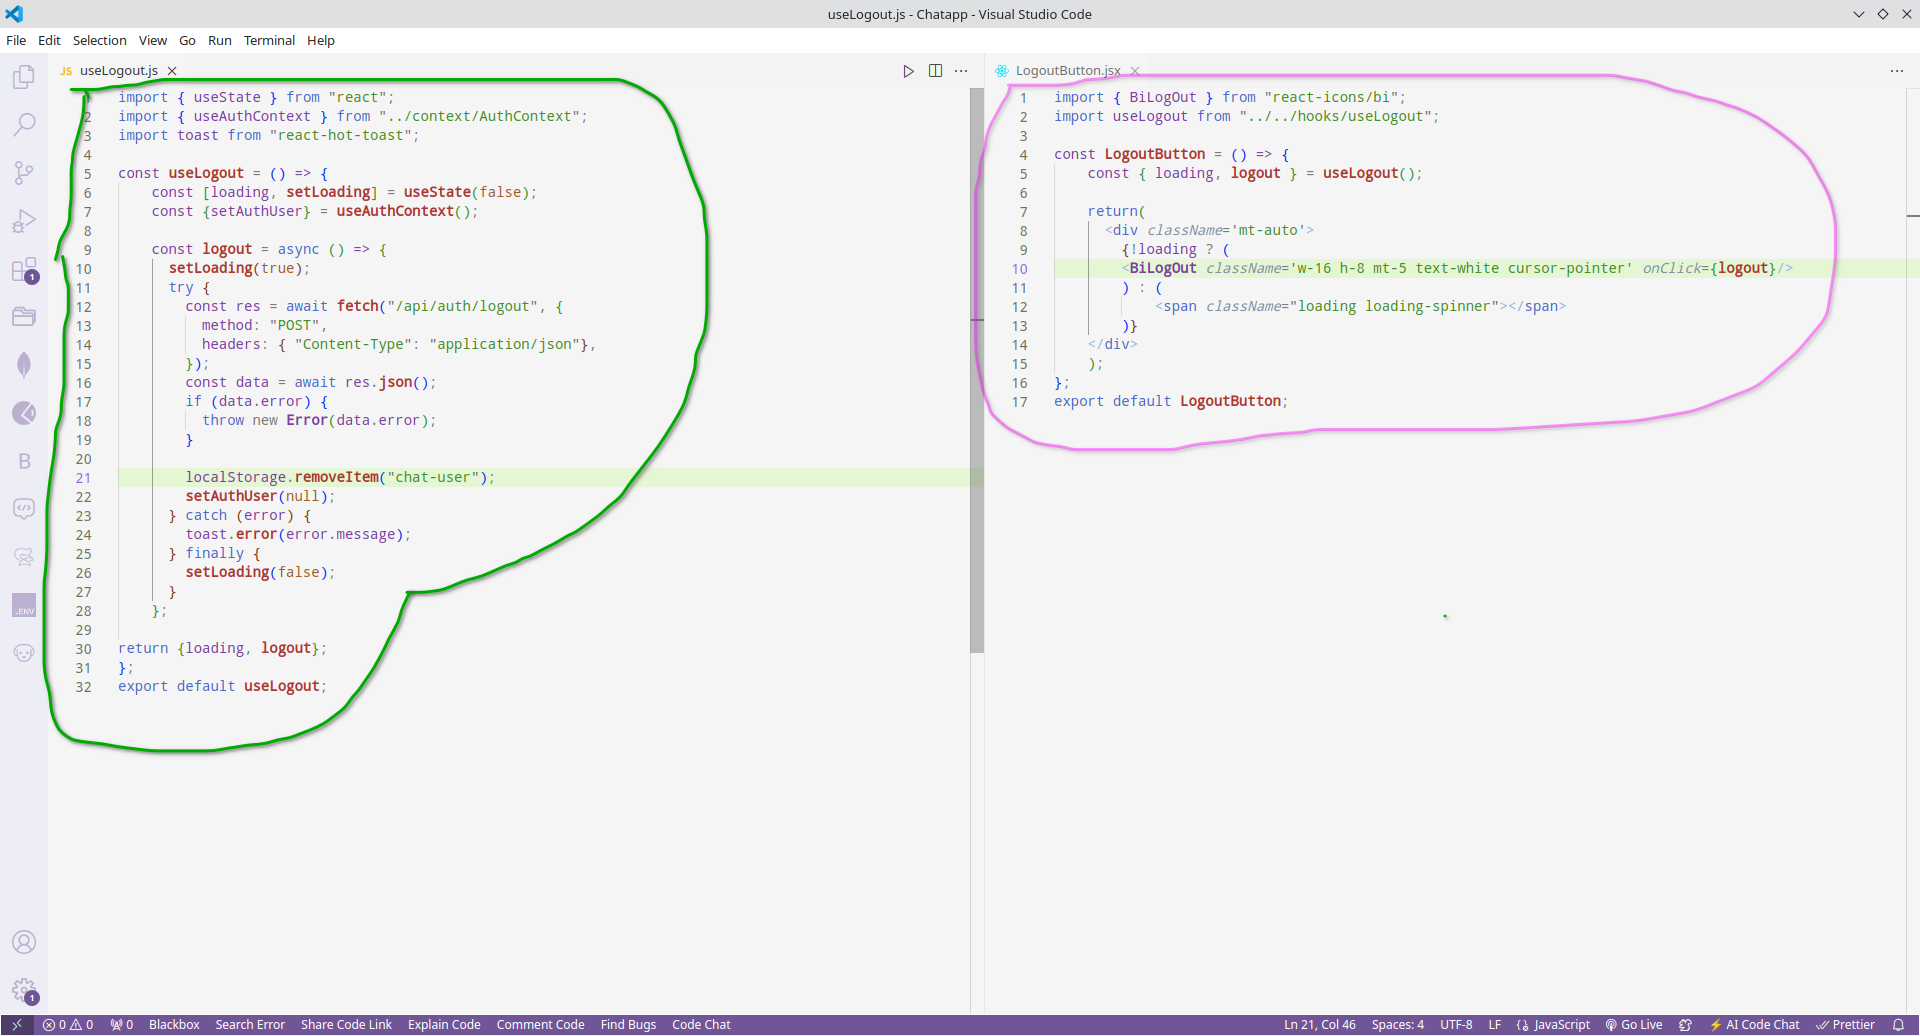 useLogout.js - Chatapp - Visual Studio Code
File Edit Selection View Go Run Terminal Help
JS useLogout.js
1 import { useState } from "react";
2 import { useAuthContext } from "../context/AuthContext";
3 import toast from "react-hot-toast";
4
5 const useLogout = () => {
6 const [loading, setLoading] = useState(false);
7 const {setAuthUser} = useAuthContext();
8
9 const logout = async () => {
10 setLoading(true);
11 try {
12 const res = await fetch("/api/auth/logout", {
13 method: "POST",
14 headers: { "Content-Type": "application/json"},
15 });
16 const data = await res.json();
17 if (data.error) {
18 throw new Error(data.error);
19 }
20
21 localStorage.removeItem("chat-user");
22 setAuthUser(null);
23 } catch (error) {
24 toast.error(error.message);
25 } finally {
26 setLoading(false);
27 }
28 };
29
30 return {loading, logout};
31 };
32 export default useLogout;
LogoutButton.jsx
1 import { BiLogOut } from "react-icons/bi";
2 import useLogout from "../../hooks/useLogout";
3
4 const LogoutButton = () => {
5 const { loading, logout } = useLogout();
6
7 return(
8 <div className='mt-auto'>
9 {!loading ? (
10 <BiLogOut className='w-16 h-8 mt-5 text-white cursor-pointer' onClick={logout}/>
11 ) : (
12 <span className="loading loading-spinner"></span>
13 )}
14 </div>
15 );
16 };
17 export default LogoutButton;
1
B
.ENV
1
0 0 0 Blackbox Search Error Share Code Link Explain Code Comment Code Find Bugs Code Chat Ln 21, Col 46 Spaces: 4 UTF-8 LF JavaScript Go Live AI Code Chat Prettier